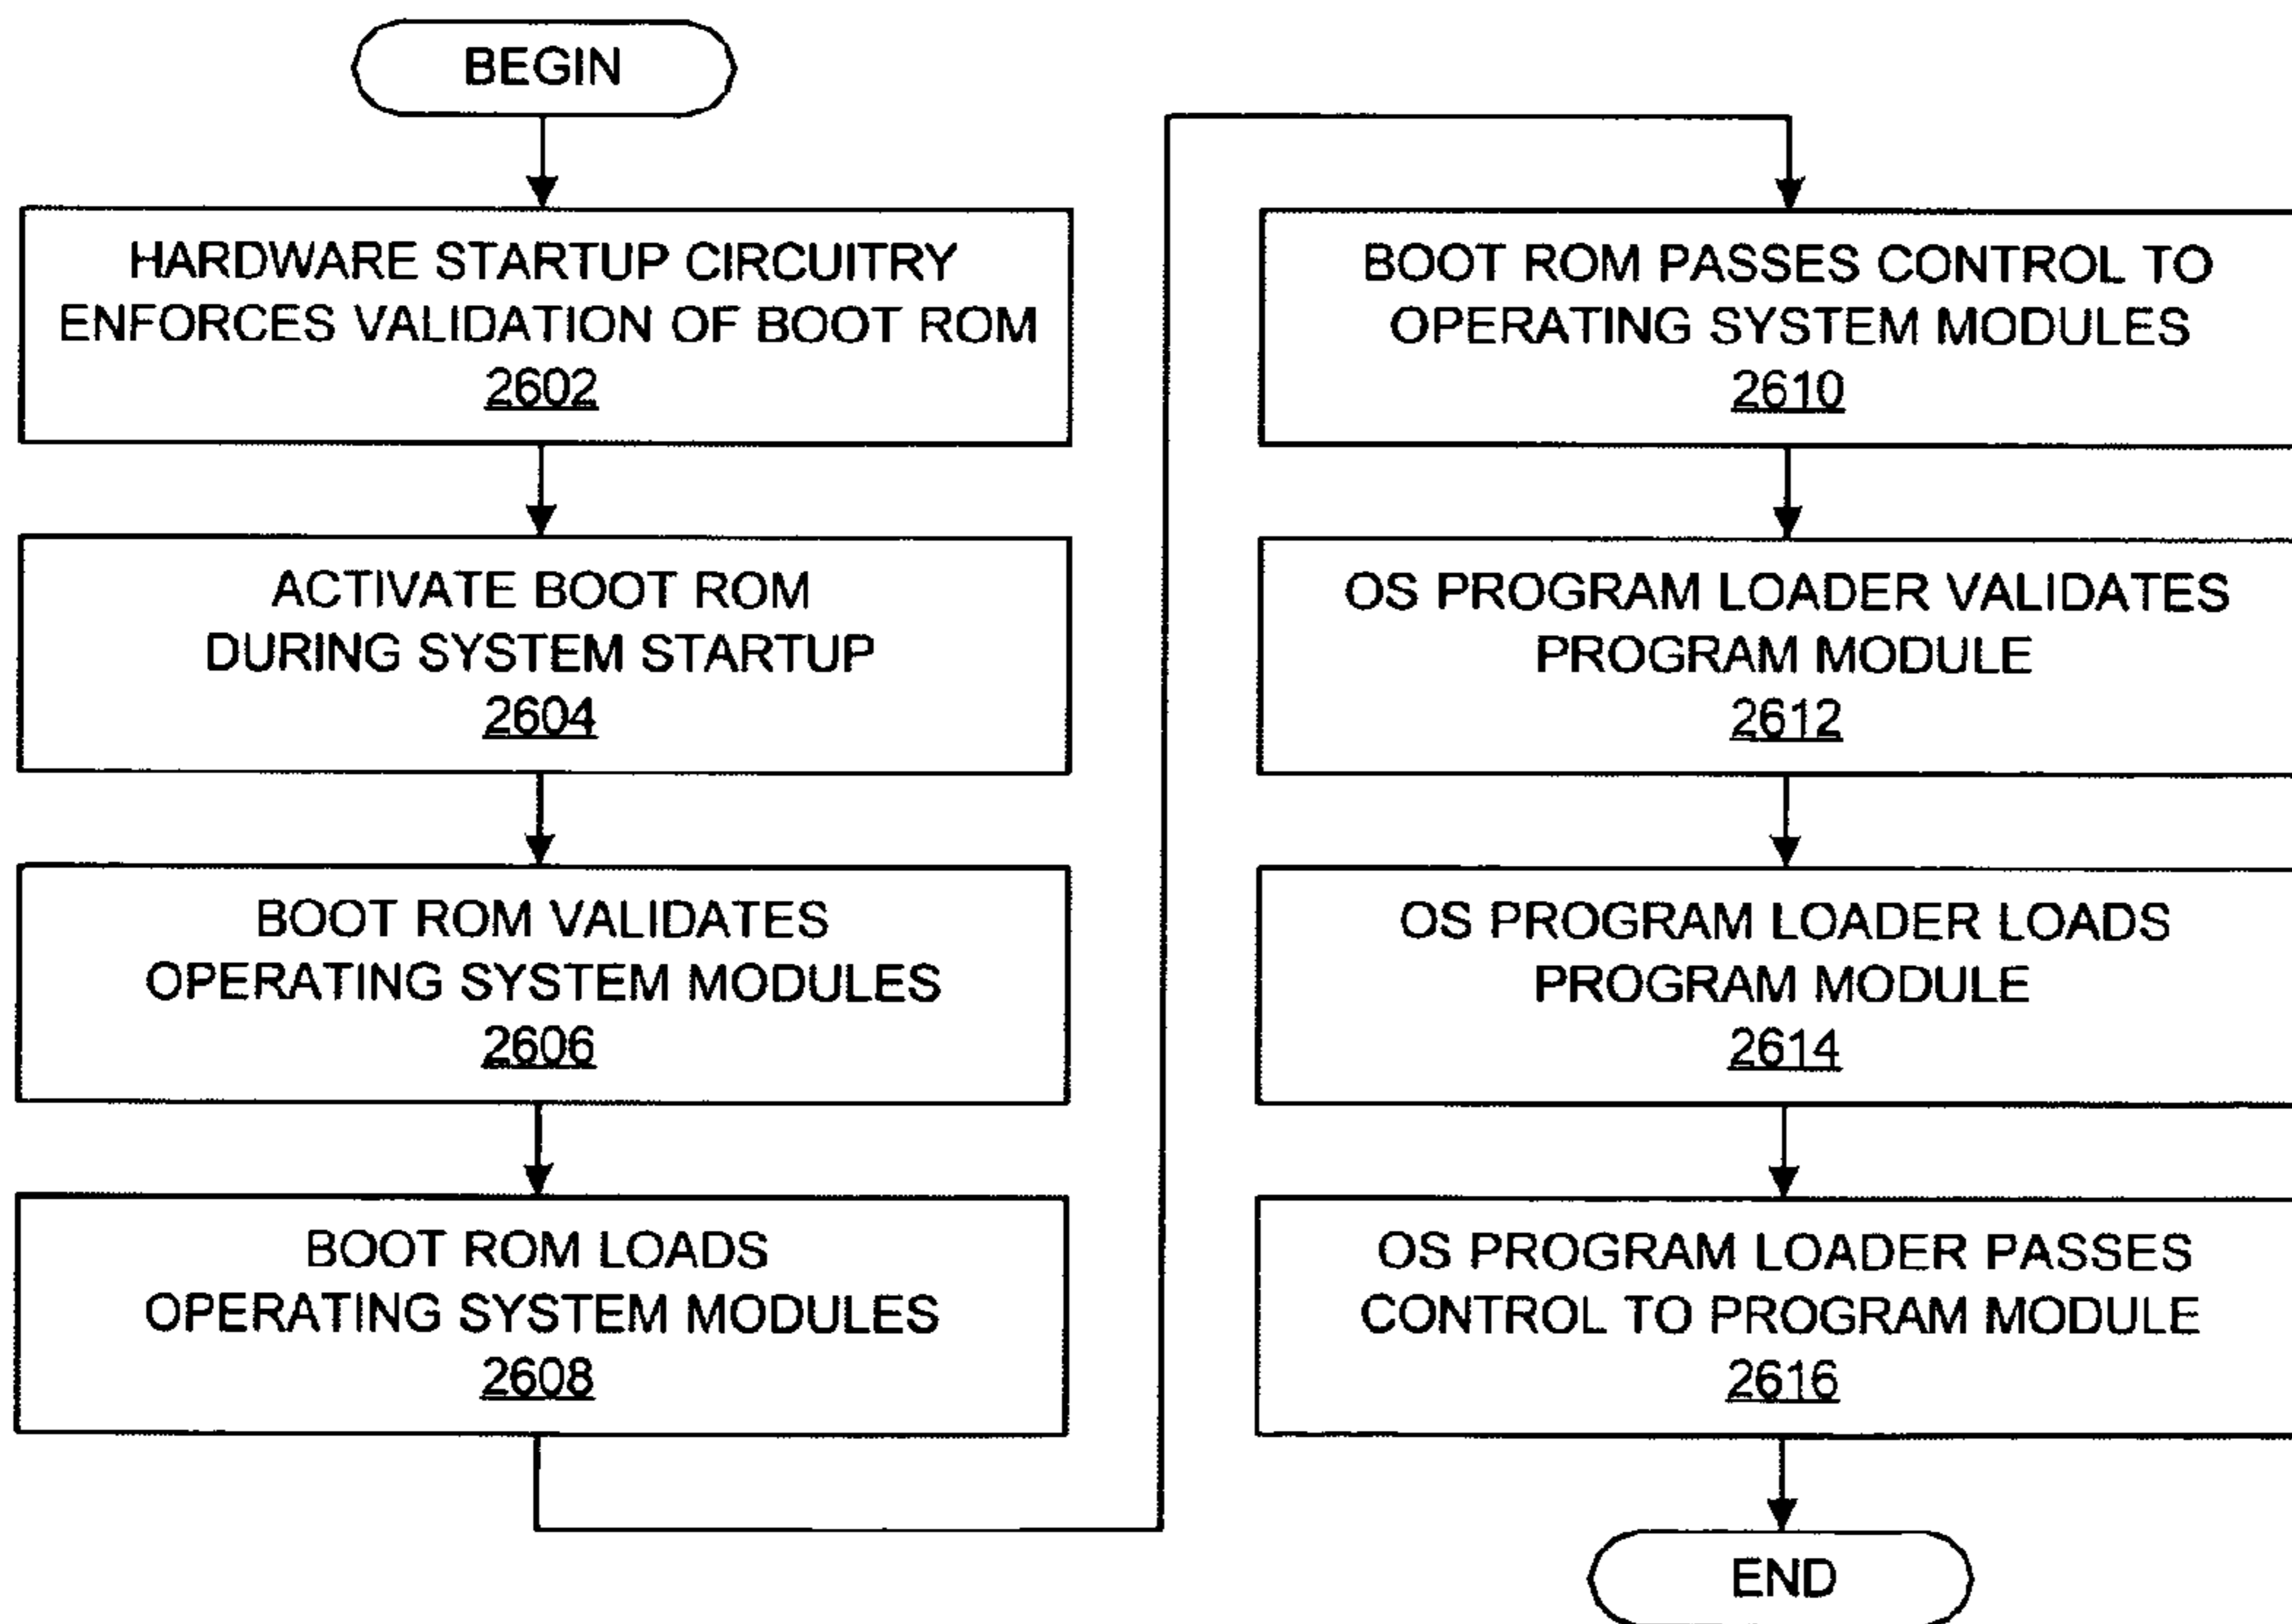 BEGIN
HARDWARE STARTUP CIRCUITRY
ENFORCES VALIDATION OF BOOT ROM
2602
ACTIVATE BOOT ROM
DURING SYSTEM STARTUP
2604
BOOT ROM VALIDATES
OPERATING SYSTEM MODULES
2606
BOOT ROM LOADS
OPERATING SYSTEM MODULES
2608
BOOT ROM PASSES CONTROL TO
OPERATING SYSTEM MODULES
2610
OS PROGRAM LOADER VALIDATES
PROGRAM MODULE
2612
OS PROGRAM LOADER LOADS
PROGRAM MODULE
2614
OS PROGRAM LOADER PASSES
CONTROL TO PROGRAM MODULE
2616
END